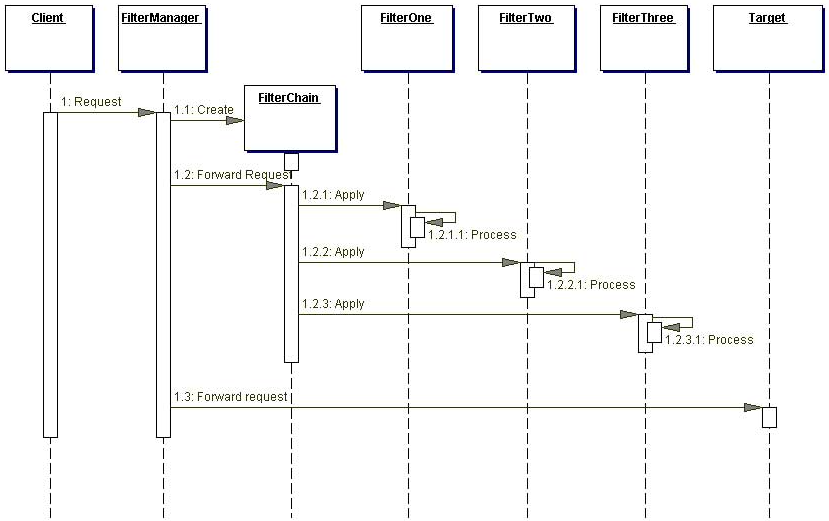 Client
FilterManager
FilterOne
FilterTwo
FilterThree
Target
FilterChain
1: Request
1.1: Create
1.2: Forward Request
1.2.1: Apply
1.2.1.1: Process
1.2.2: Apply
1.2.2.1: Process
1.2.3: Apply
1.2.3.1: Process
1.3: Forward request